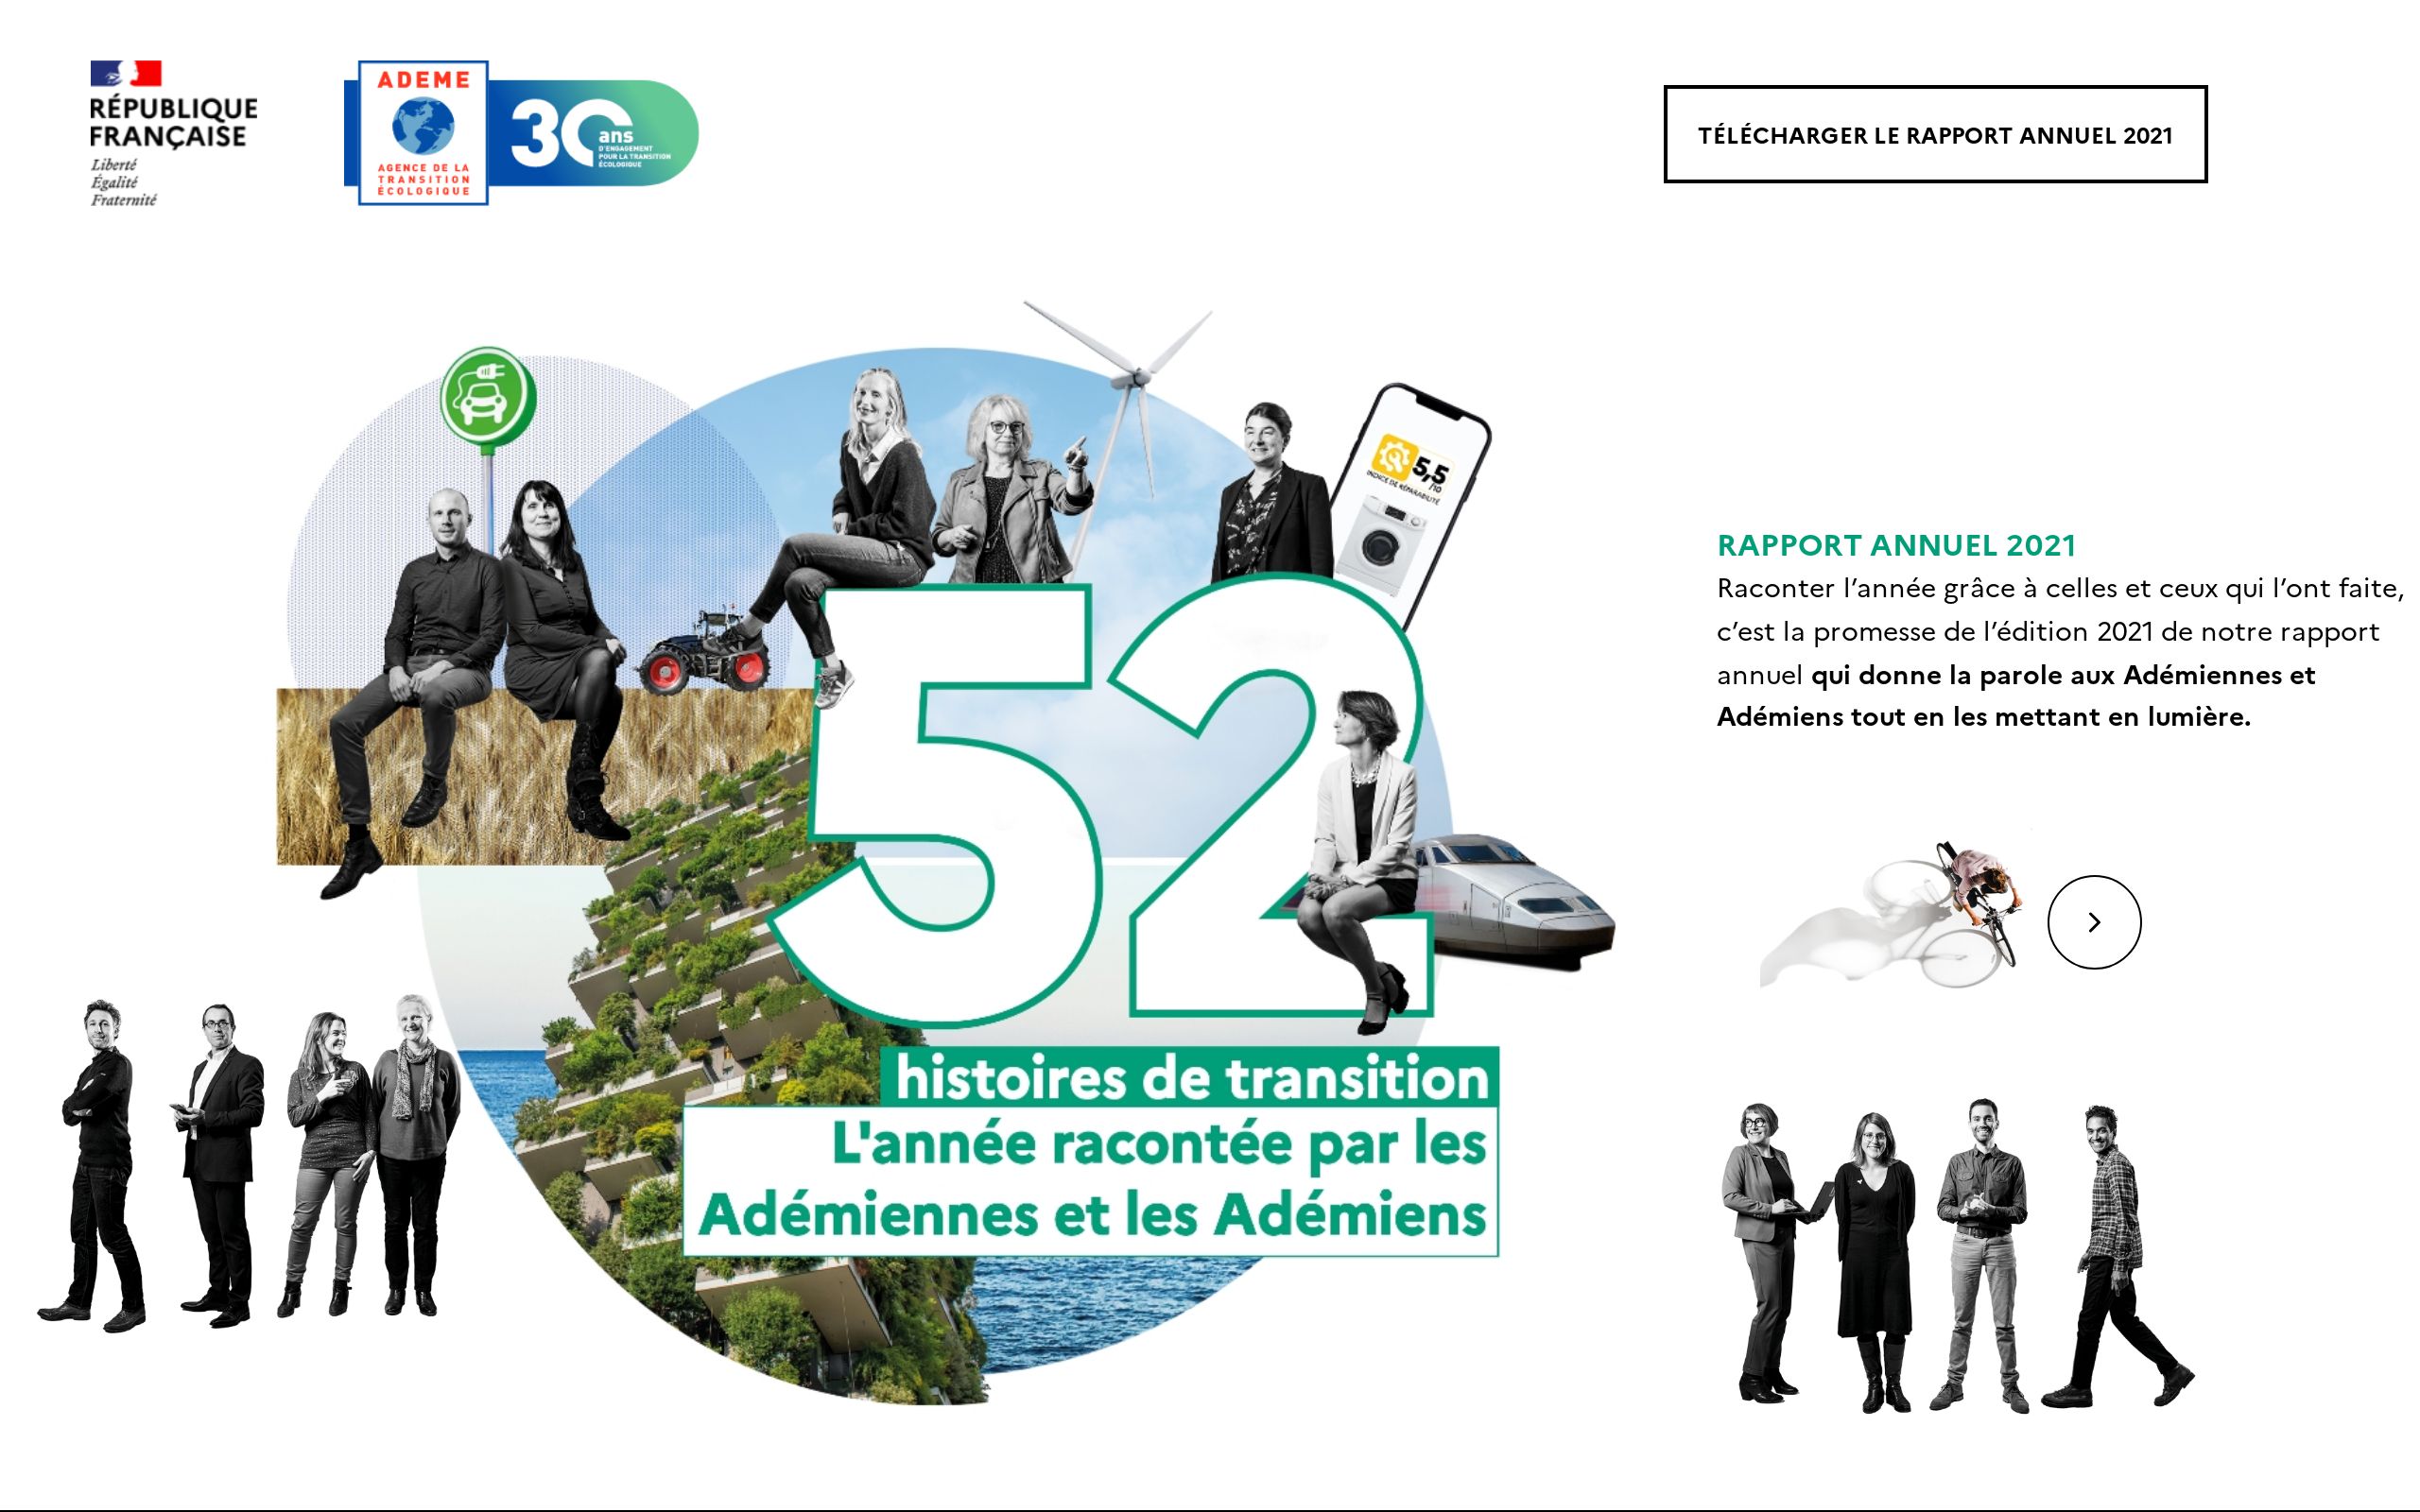 RÉPUBLIQUE
FRANÇAISE
Liberté
Égalité
Fraternité
ADEME
AGENCE DE LA
TRANSITION
ÉCOLOGIQUE
30 ans
D'ENGAGEMENT
POUR LA TRANSITION
ÉCOLOGIQUE
TÉLÉCHARGER LE RAPPORT ANNUEL 2021
5,5
/10
INDICE DE RÉPARABILITÉ
52
histoires de transition
L'année racontée par les
Adémiennes et les Adémiens
RAPPORT ANNUEL 2021
Raconter l’année grâce à celles et ceux qui l’ont faite,
c’est la promesse de l’édition 2021 de notre rapport
annuel qui donne la parole aux Adémiennes et
Adémiens tout en les mettant en lumière.